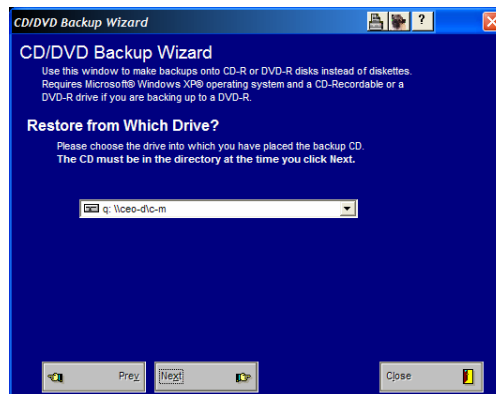 CD/DVD Backup Wizard
?
CD/DVD Backup Wizard
Use this window to make backups onto CD-R or DVD-R disks instead of diskettes.
Requires Microsoft® Windows XP® operating system and a CD-Recordable or a
DVD-R drive if you are backing up to a DVD-R.
Restore from Which Drive?
Please choose the drive into which you have placed the backup CD.
The CD must be in the directory at the time you click Next.
q: \\ceo-d\c-m
Prev Next Close